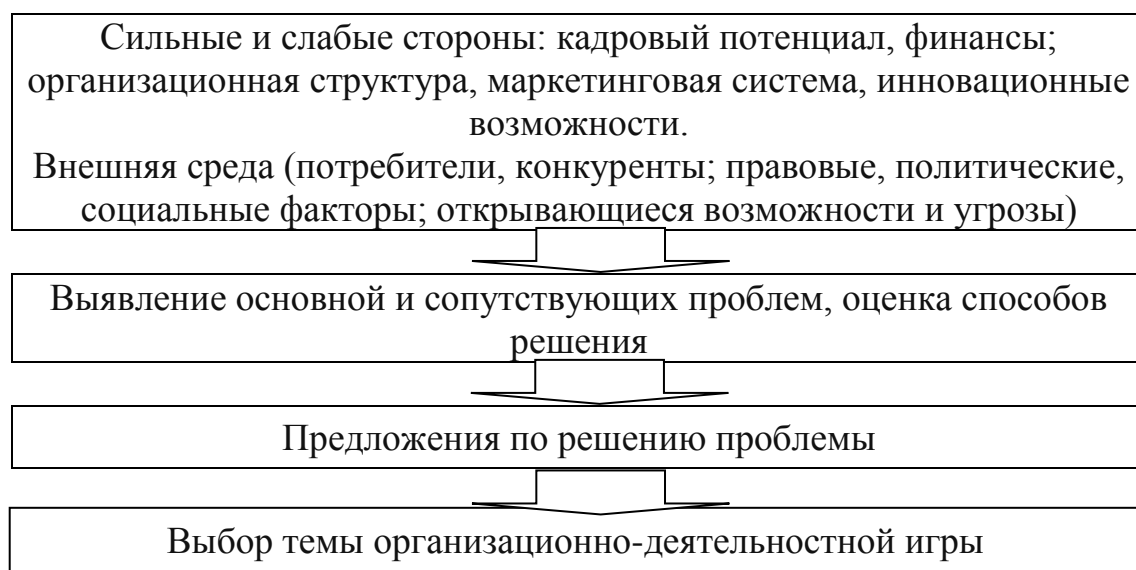 Сильные и слабые стороны: кадровый потенциал, финансы;
организационная структура, маркетинговая система, инновационные
возможности.
Внешняя среда (потребители, конкуренты; правовые, политические,
социальные факторы; открывающиеся возможности и угрозы)
Выявление основной и сопутствующих проблем, оценка способов
решения
Предложения по решению проблемы
Выбор темы организационно-деятельностной игры